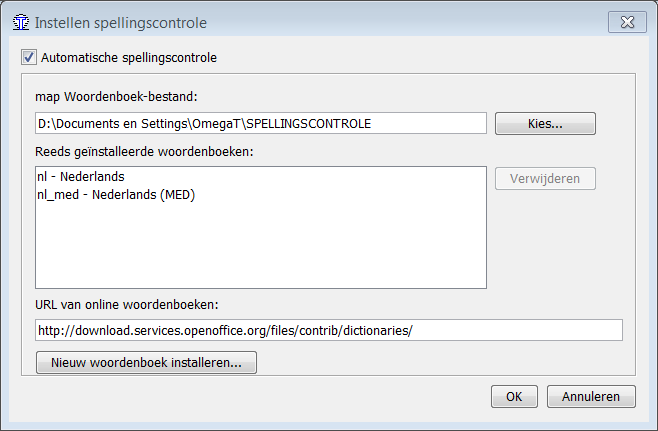 Instellen spellingscontrole
Automatische spellingscontrole
map Woordenboek-bestand:
D:\Documents en Settings\OmegaT\SPELLINGSCONTROLE
Kies...
Reeds geïnstalleerde woordenboeken:
nl - Nederlands
nl_med - Nederlands (MED)
Verwijderen
URL van online woordenboeken:
http://download.services.openoffice.org/files/contrib/dictionaries/
Nieuw woordenboek installeren...
OK
Annuleren